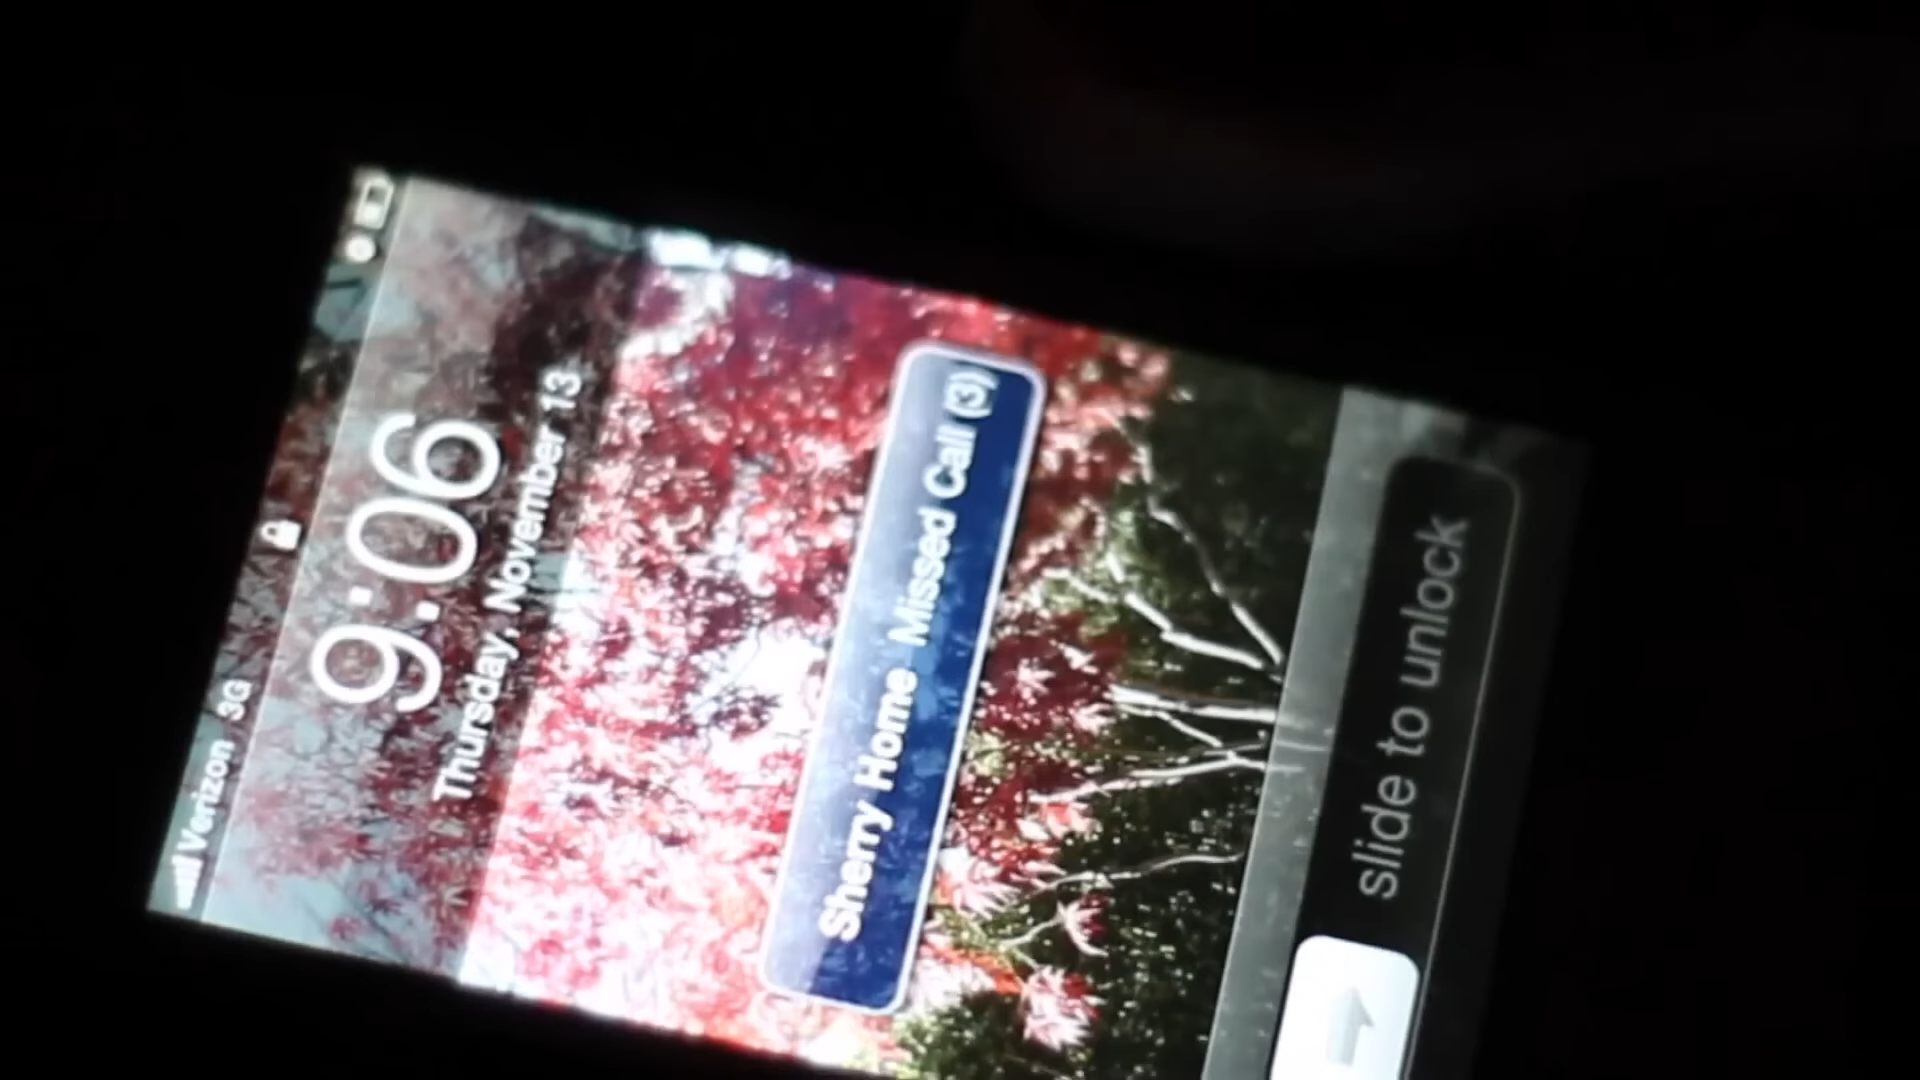 Verizon 3G
9:06
Thursday, November 13
Sherry Home Missed Call (3)
slide to unlock